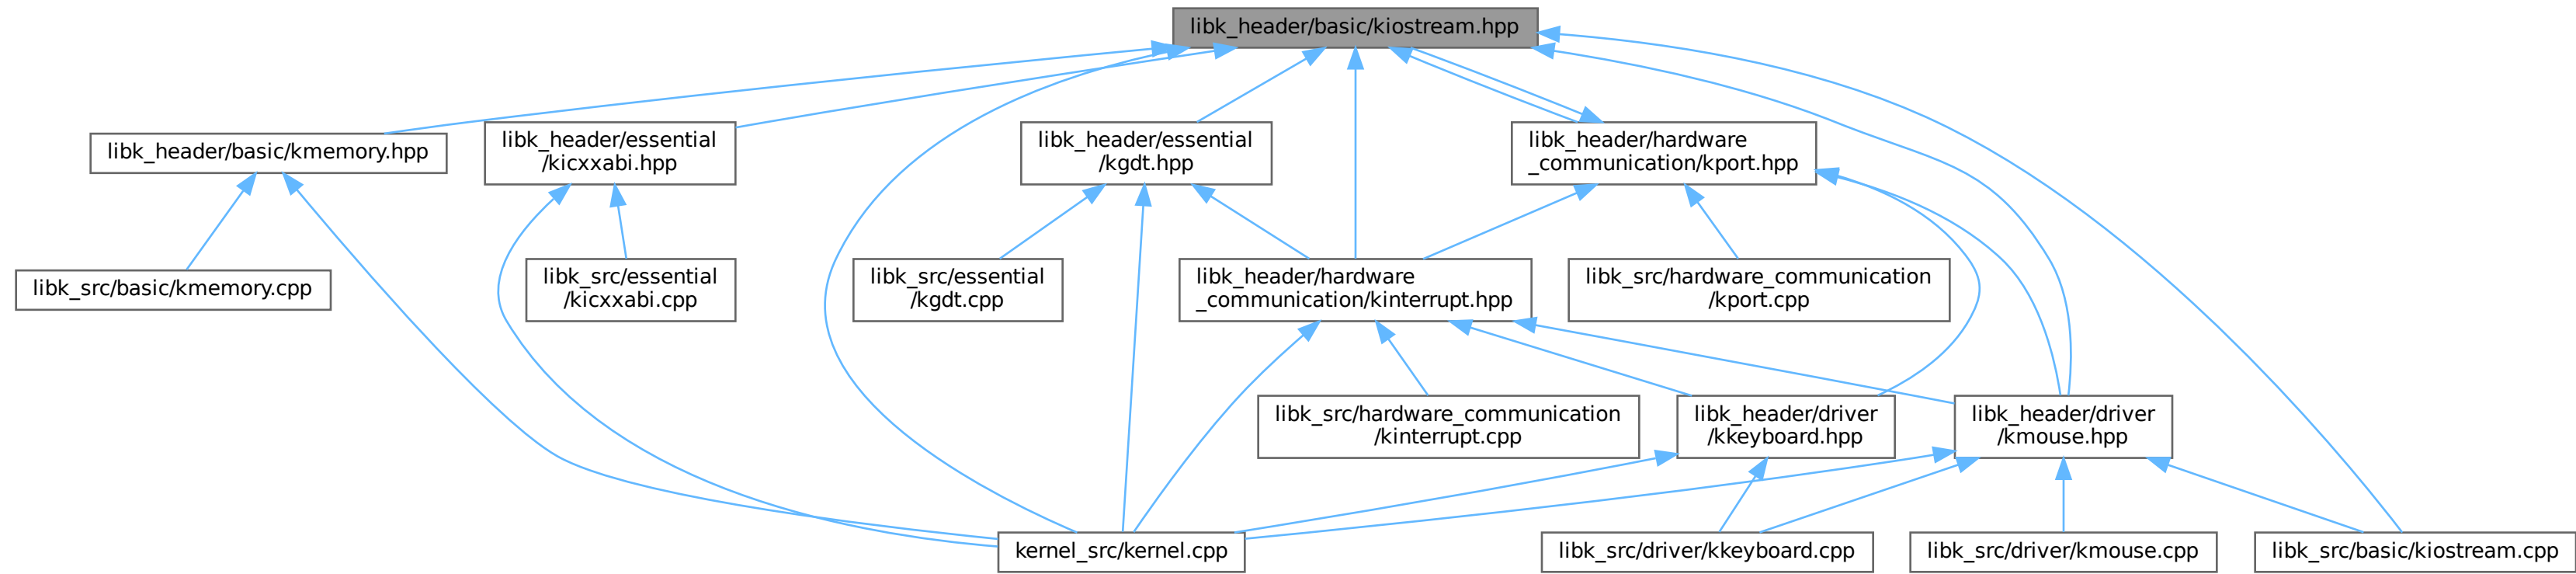 libk_header/basic/kiostream.hpp
libk_header/basic/kmemory.hpp
libk_header/essential
/kicxxabi.hpp
libk_header/essential
/kgdt.hpp
libk_header/hardware
_communication/kport.hpp
libk_src/basic/kmemory.cpp
libk_src/essential
/kicxxabi.cpp
libk_src/essential
/kgdt.cpp
libk_header/hardware
_communication/kinterrupt.hpp
libk_src/hardware_communication
/kport.cpp
libk_src/hardware_communication
/kinterrupt.cpp
libk_header/driver
/kkeyboard.hpp
libk_header/driver
/kmouse.hpp
kernel_src/kernel.cpp
libk_src/driver/kkeyboard.cpp
libk_src/driver/kmouse.cpp
libk_src/basic/kiostream.cpp